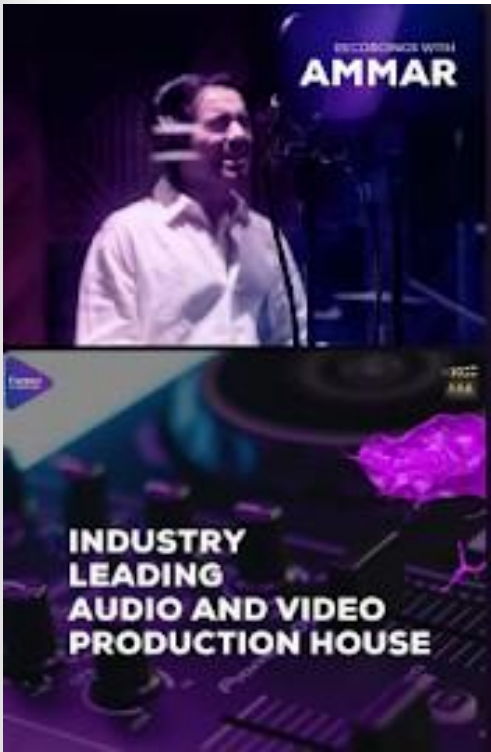 RECORDINGS WITH
AMMAR
INDUSTRY
LEADING
AUDIO AND VIDEO
PRODUCTION HOUSE